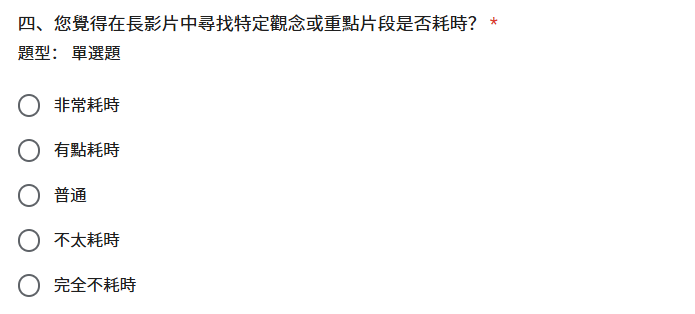 四、您覺得在長影片中尋找特定觀念或重點片段是否耗時？ *
題型： 單選題
非常耗時
有點耗時
普通
不太耗時
完全不耗時